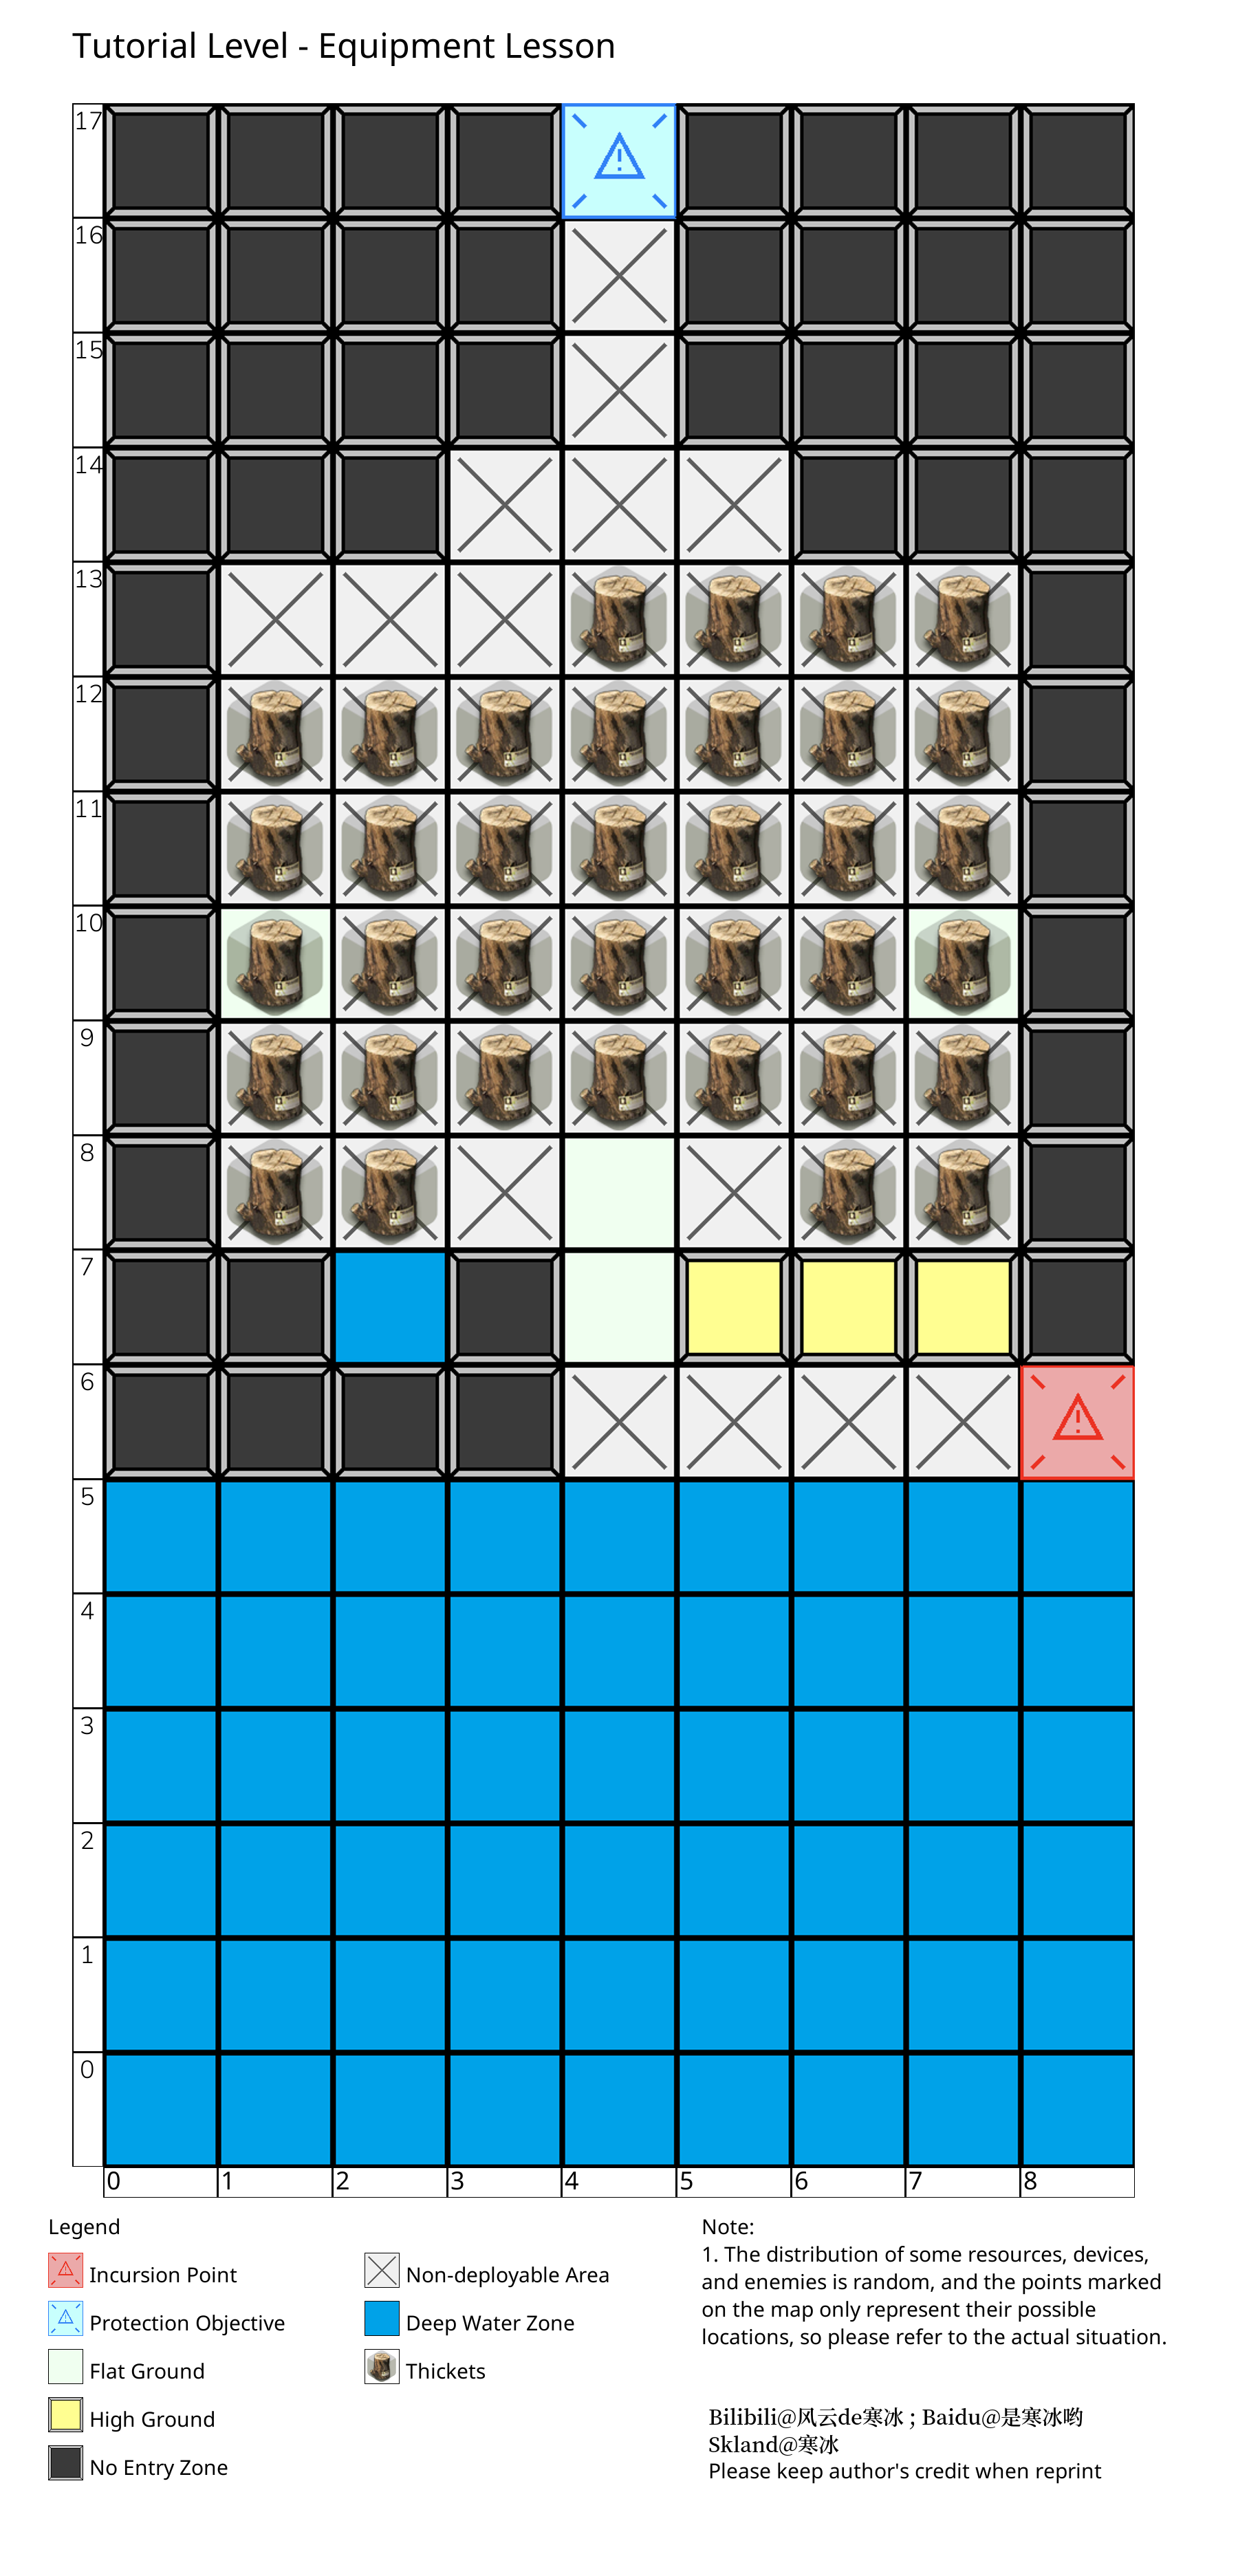 Tutorial Level - Equipment Lesson
17
16
15
14
13
12
11
10
9
8
7
6
5
4
3
2
1
0
0 1 2 3 4 5 6 7 8
Legend
Incursion Point
Protection Objective
Flat Ground
High Ground
No Entry Zone
Non-deployable Area
Deep Water Zone
Thickets
Note:
1. The distribution of some resources, devices,
and enemies is random, and the points marked
on the map only represent their possible
locations, so please refer to the actual situation.
Bilibili@风云de寒冰 ; Baidu@是寒冰哟
Skland@寒冰
Please keep author's credit when reprint